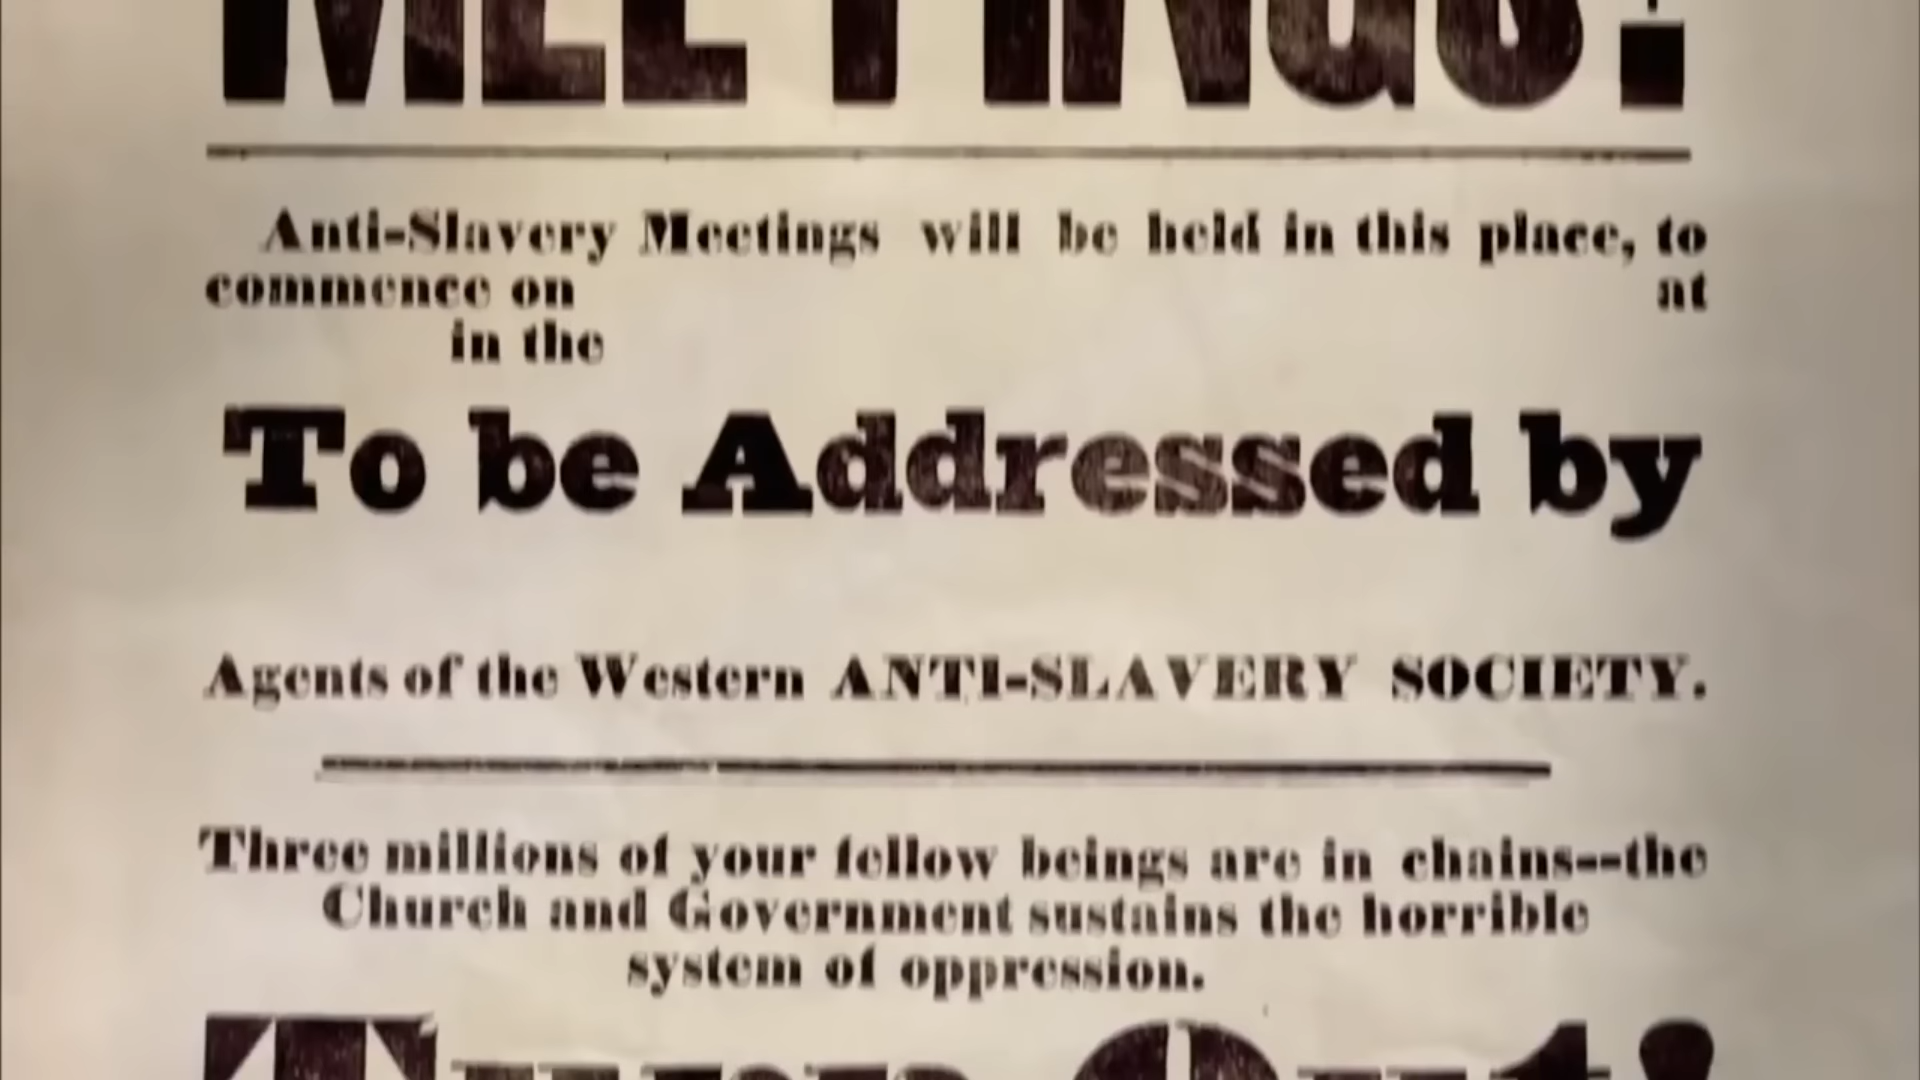 MEETINGS!
Anti-Slavery Meetings will be held in this place, to
commence on at
in the
To be Addressed by
Agents of the Western ANTI-SLAVERY SOCIETY.
Three millions of your fellow beings are in chains--the
Church and Government sustains the horrible
system of oppression.
Turn Out!